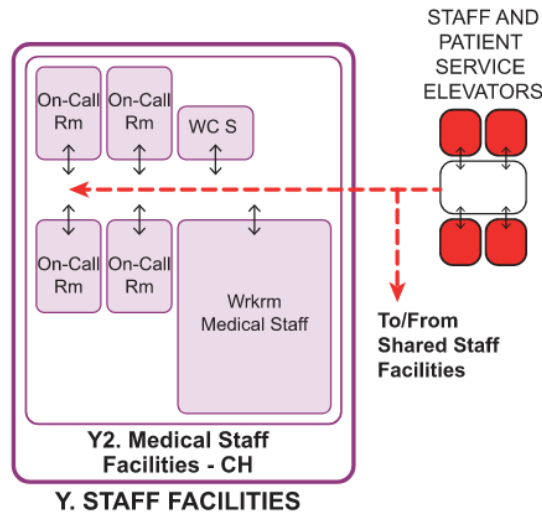 STAFF AND
PATIENT
SERVICE
ELEVATORS
On-Call
Rm
On-Call
Rm
WC S
On-Call
Rm
On-Call
Rm
Wrkrm
Medical Staff
To/From
Shared Staff
Facilities
Y2. Medical Staff
Facilities - CH
Y. STAFF FACILITIES